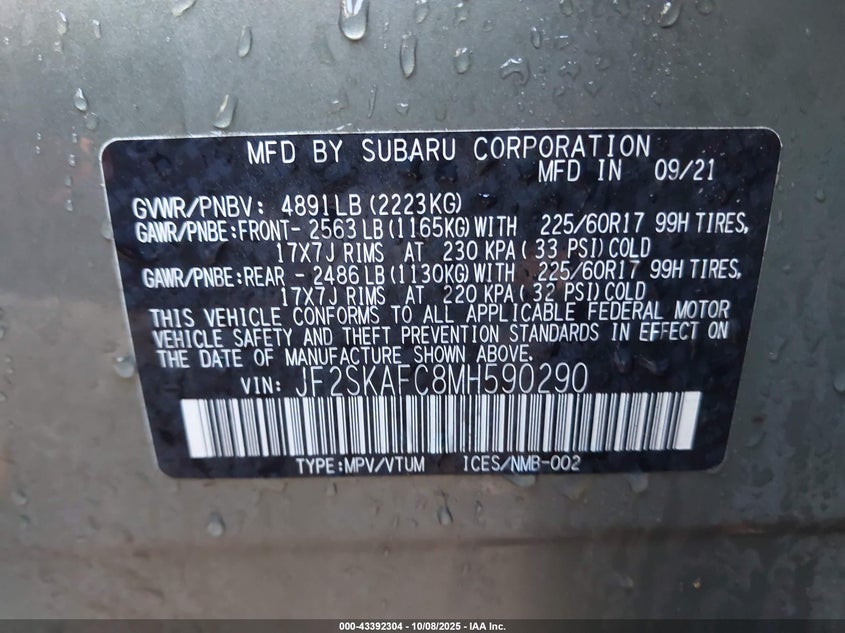 MFD BY SUBARU CORPORATION
MFD IN 09/21
GVWR/PNBV: 4891LB (2223KG)
GAWR/PNBE:FRONT- 2563LB (1165KG)WITH 225/60R17 99H TIRES,
17X7J RIMS AT 230 KPA (33 PSI)COLD
GAWR/PNBE:REAR - 2486LB (1130KG)WITH 225/60R17 99H TIRES,
17X7J RIMS AT 220 KPA (32 PSI)COLD
THIS VEHICLE CONFORMS TO ALL APPLICABLE FEDERAL MOTOR
VEHICLE SAFETY AND THEFT PREVENTION STANDARDS IN EFFECT ON
THE DATE OF MANUFACTURE SHOWN ABOVE.
VIN: JF2SKAFC8MH590290
TYPE:MPV/VTUM ICES/NMB-002
000-43392304 - 10/08/2025 - IAA Inc.